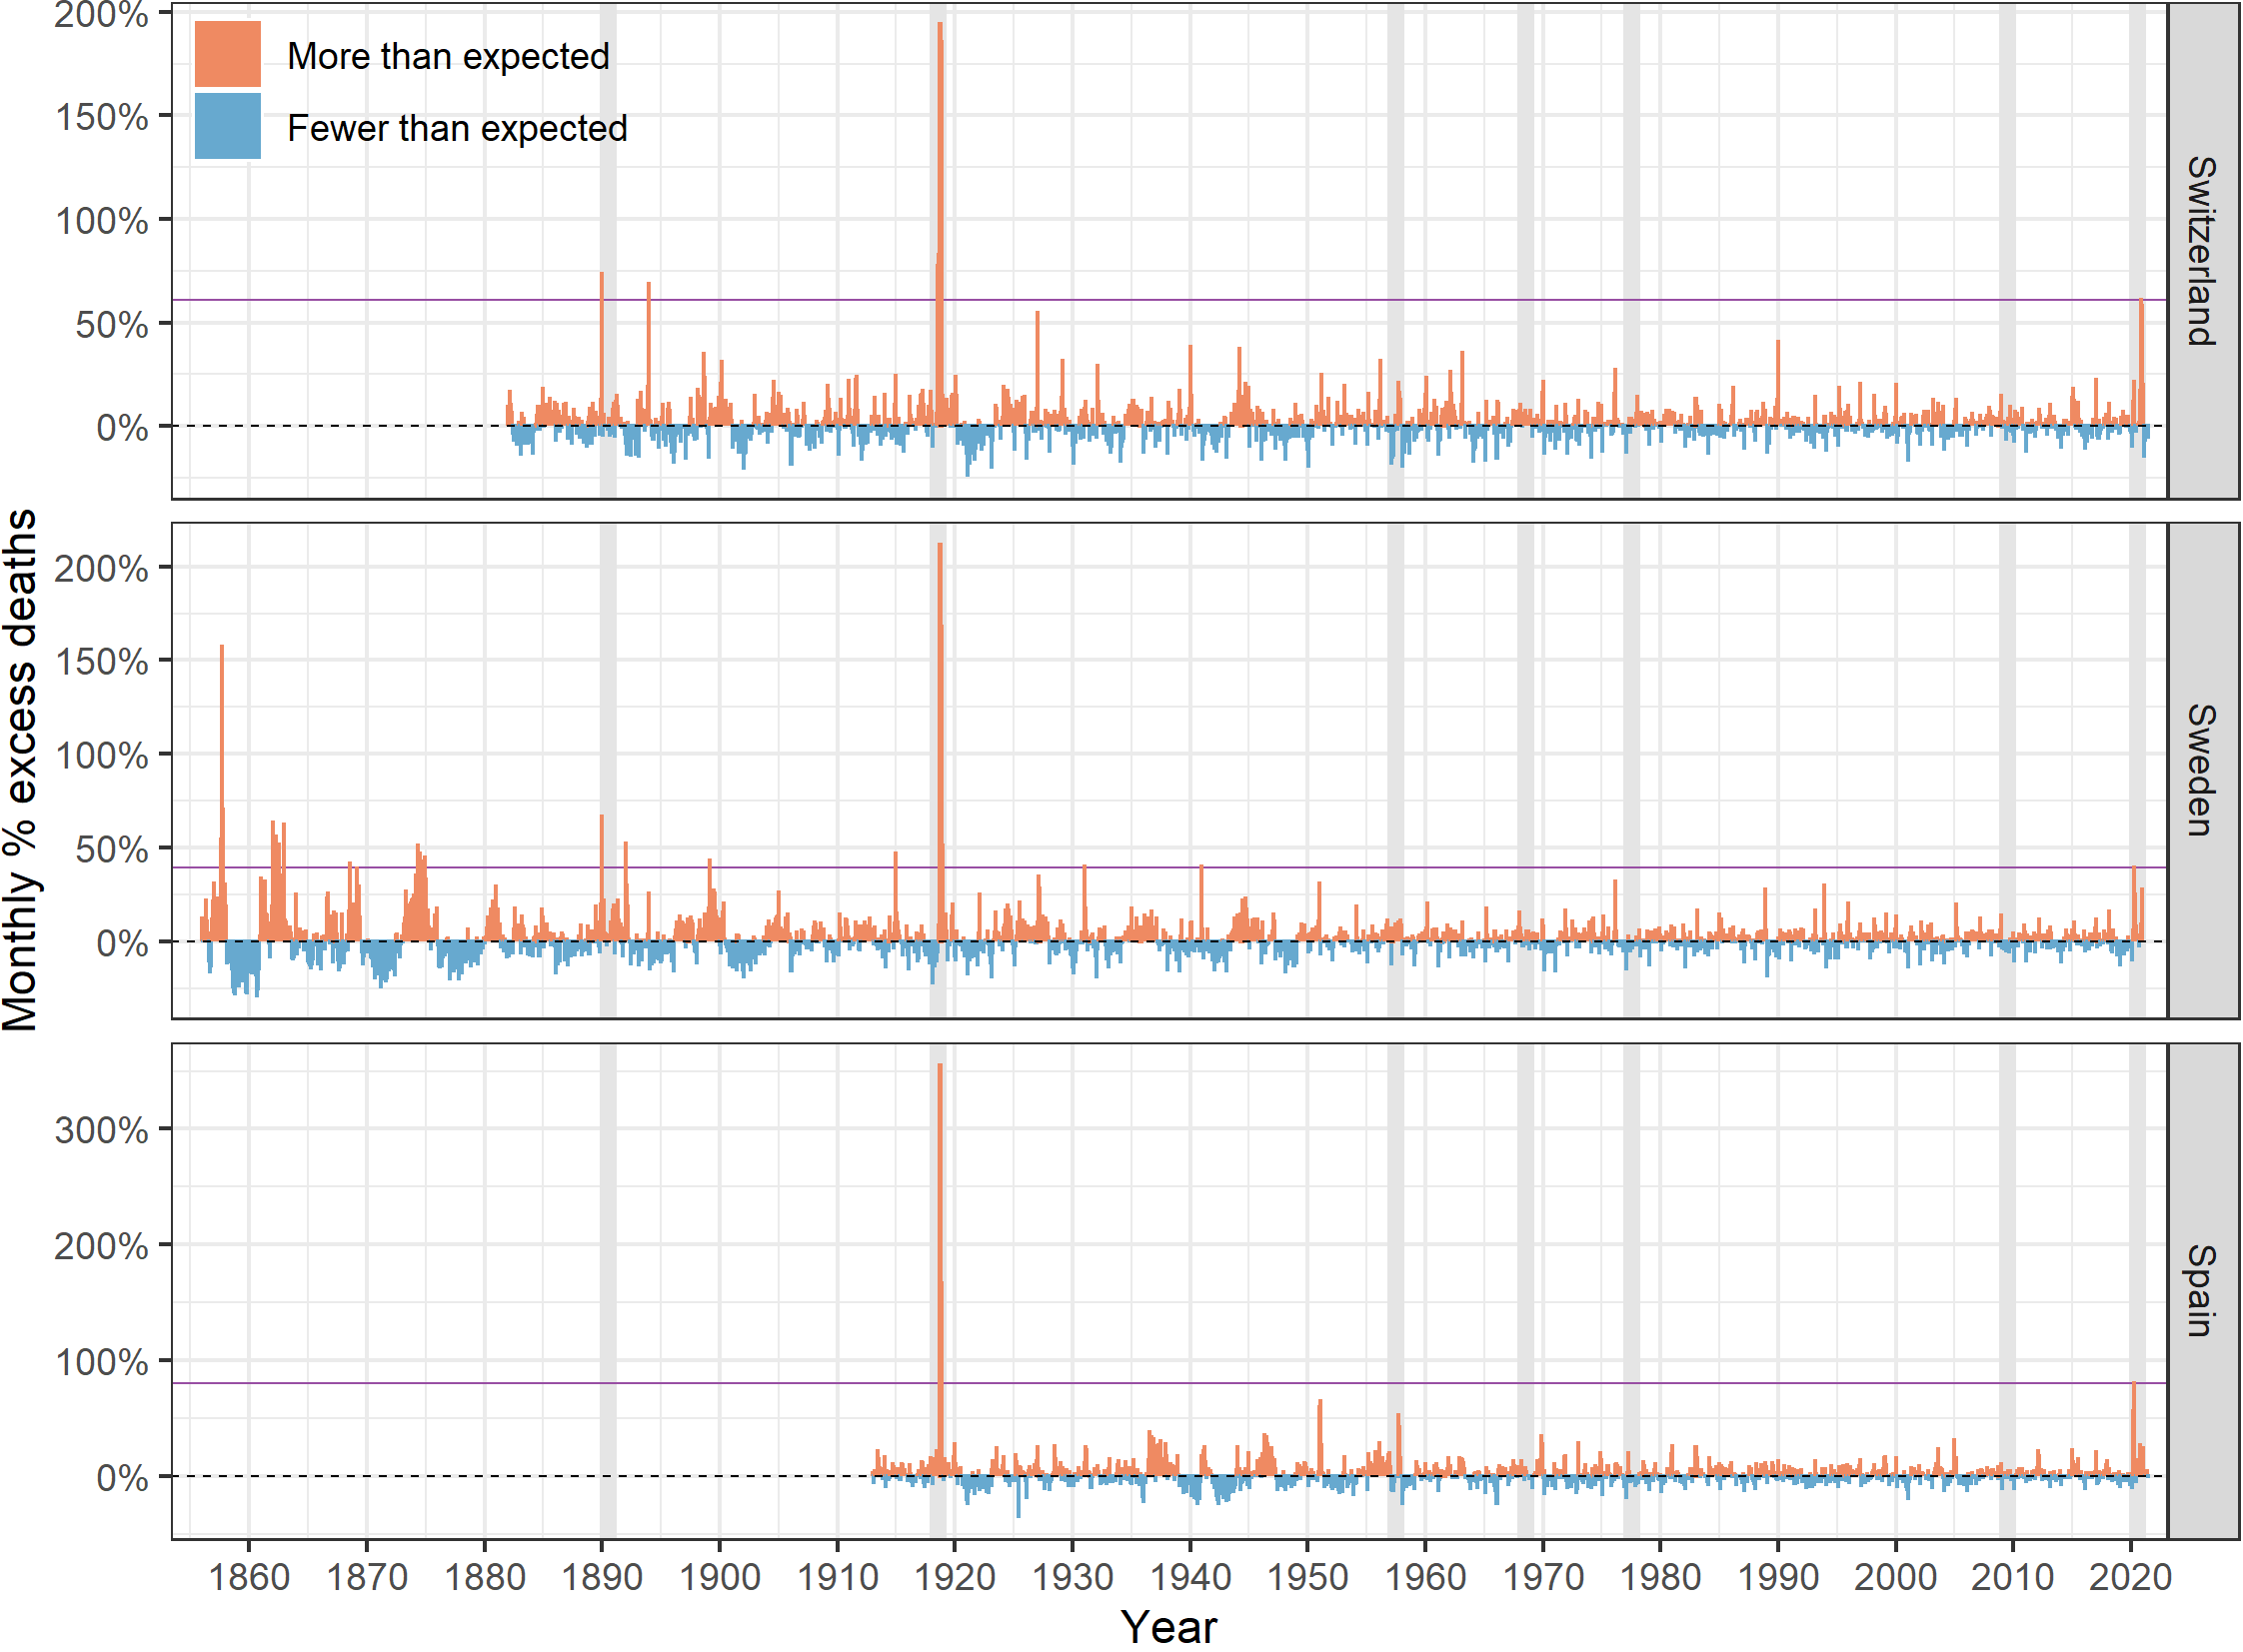 Monthly % excess deaths
200%
150%
100%
50%
0%
More than expected
Fewer than expected
Switzerland
200%
150%
100%
50%
0%
Sweden
300%
200%
100%
0%
Spain
1860 1870 1880 1890 1900 1910 1920 1930 1940 1950 1960 1970 1980 1990 2000 2010 2020
Year